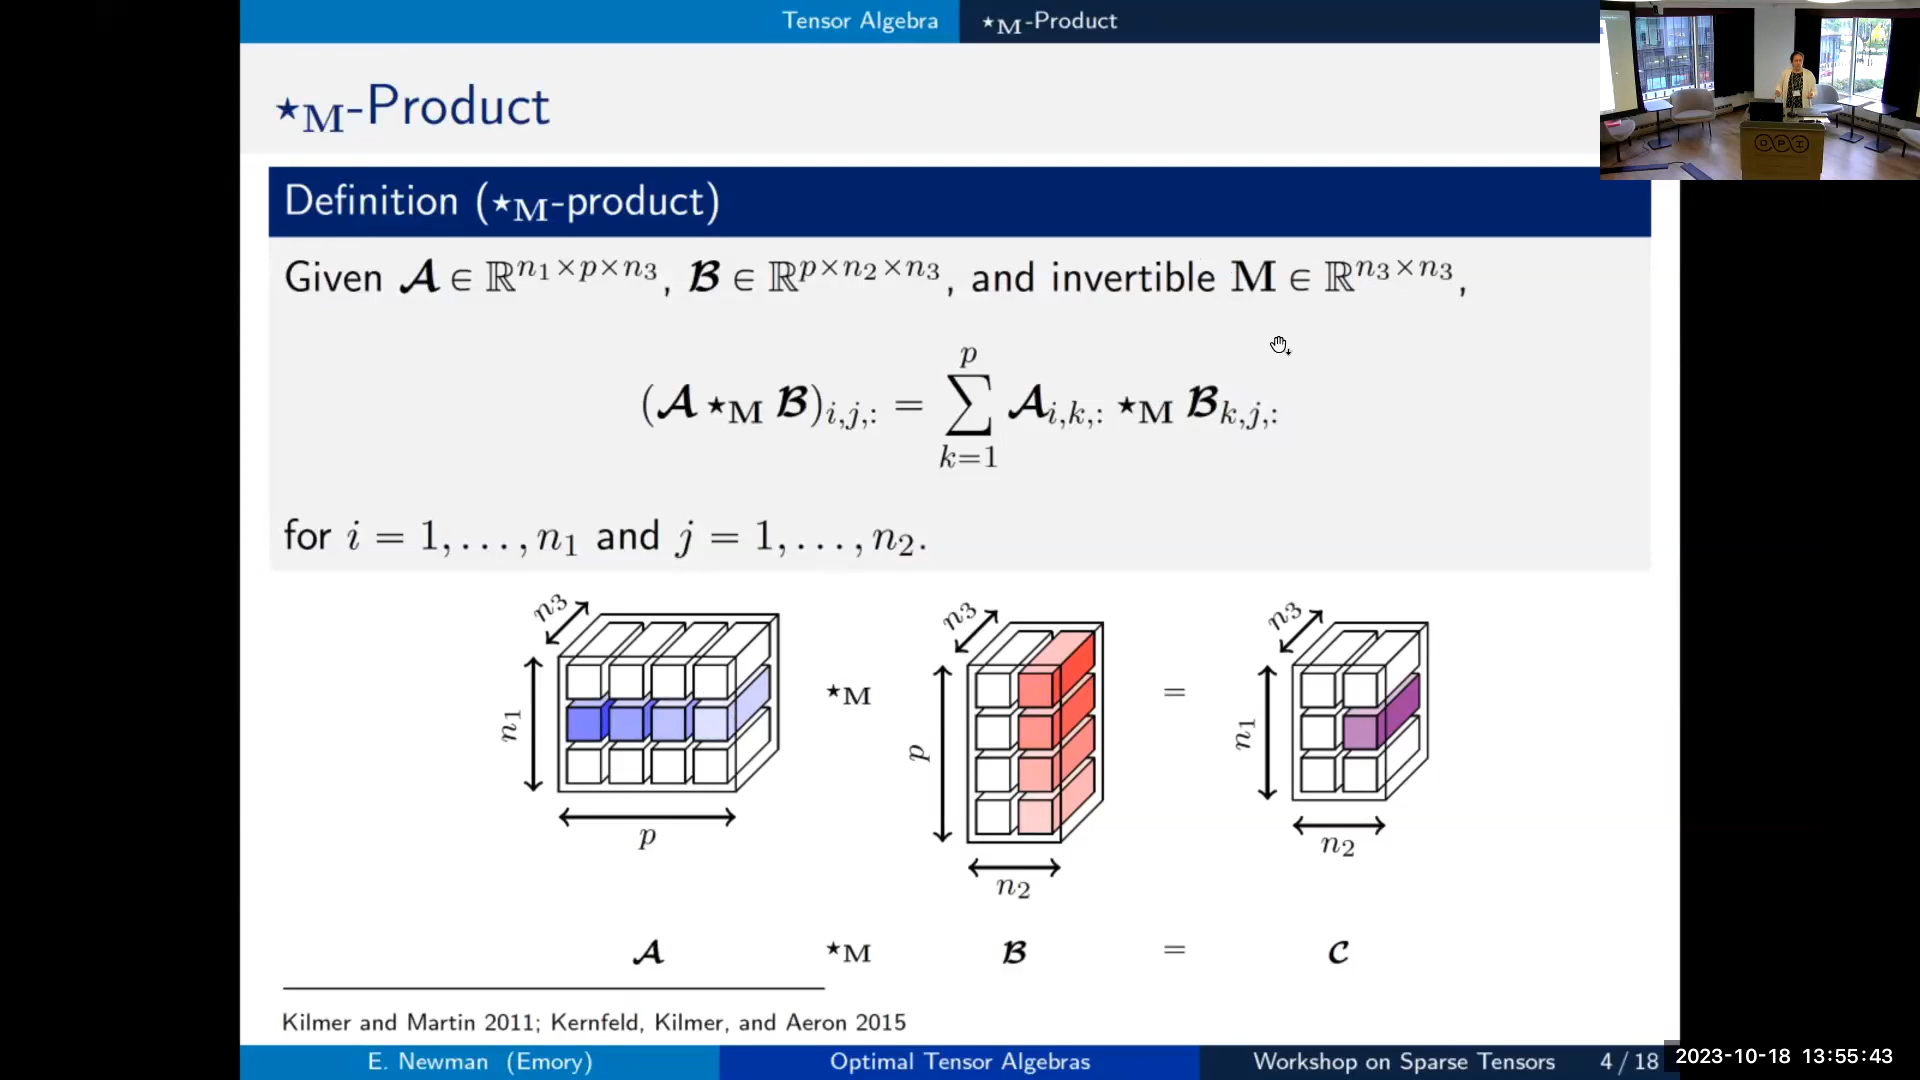 Tensor Algebra ⋆M-Product
⋆M-Product
Definition (⋆M-product)
Given 𝓐 ∈ ℝ^{n1×p×n3}, 𝓑 ∈ ℝ^{p×n2×n3}, and invertible M ∈ ℝ^{n3×n3},
(𝓐 ⋆M 𝓑)_{i,j,:} = ∑_{k=1}^{p} 𝓐_{i,k,:} ⋆M 𝓑_{k,j,:}
for i = 1, …, n1 and j = 1, …, n2.
n3 n3 n3
n1 ⋆M p = n1
p n2 n2
𝓐 ⋆M 𝓑 = 𝓒
Kilmer and Martin 2011; Kernfeld, Kilmer, and Aeron 2015
E. Newman (Emory) Optimal Tensor Algebras Workshop on Sparse Tensors 4 / 18
2023-10-18 13:55:43
OPI